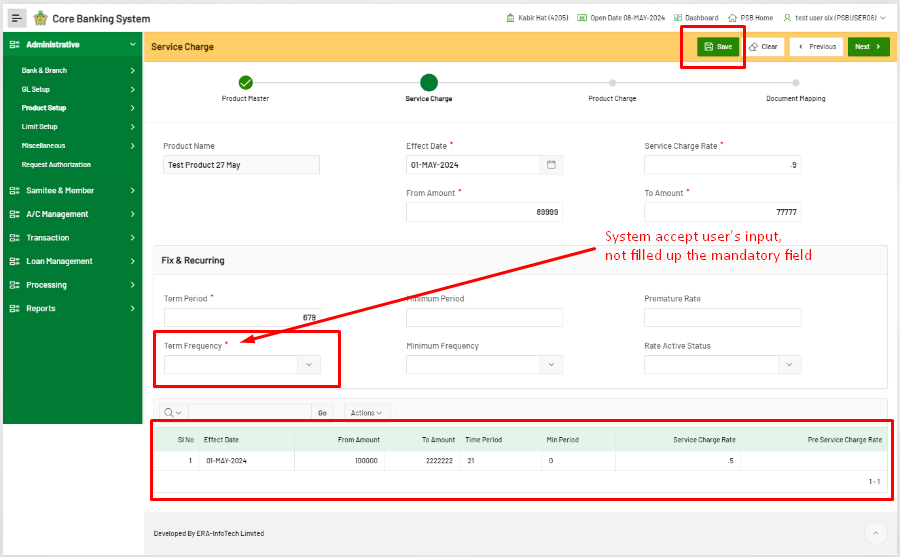 Core Banking System
Kabir Hat (4205) Open Date 08-MAY-2024 Dashboard PSB Home test user six (PSBUSER06)
Administrative
Bank & Branch
GL Setup
Product Setup
Limit Setup
Miscellaneous
Request Authorization
Samitee & Member
A/C Management
Transaction
Loan Management
Processing
Reports
Service Charge
Save Clear Previous Next
Product Master Service Charge Product Charge Document Mapping
Product Name Effect Date * Service Charge Rate *
Test Product 27 May 01-MAY-2024 .9
From Amount * To Amount *
89999 77777
System accept user's input,
not filled up the mandatory field
Fix & Recurring
Term Period * Minimum Period Premature Rate
679
Term Frequency * Minimum Frequency Rate Active Status
Go Actions
Sl No Effect Date From Amount To Amount Time Period Min Period Service Charge Rate Pre Service Charge Rate
1 01-MAY-2024 100000 2222222 21 0 .5
1 - 1
Developed By ERA-InfoTech Limited